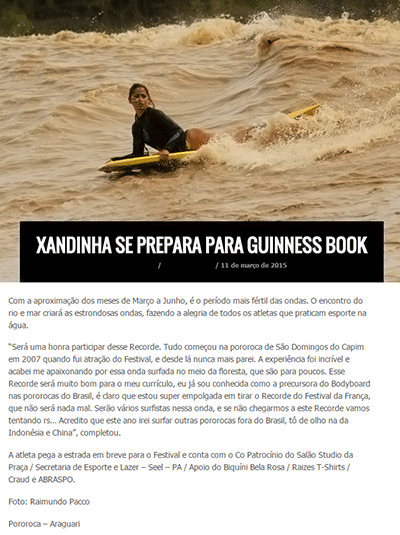 XANDINHA SE PREPARA PARA GUINNESS BOOK
/ / 11 de março de 2015
Com a aproximação dos meses de Março a Junho, é o período mais fértil das ondas. O encontro do
rio e mar criará as estrondosas ondas, fazendo a alegria de todos os atletas que praticam esporte na
água.
"Será uma honra participar desse Recorde. Tudo começou na pororoca de São Domingos do Capim
em 2007 quando fui atração do Festival, e desde lá nunca mais parei. A experiência foi incrível e
acabei me apaixonando por essa onda surfada no meio da floresta, que são para poucos. Esse
Recorde será muito bom para o meu currículo, eu já sou conhecida como a precursora do Bodyboard
nas pororocas do Brasil, é claro que estou super empolgada em tirar o Recorde do Festival da França,
que não será nada mal. Serão vários surfistas nessa onda, e se não chegarmos a este Recorde vamos
tentando rs... Acredito que este ano irei surfar outras pororocas fora do Brasil, tô de olho na da
Indonésia e China", completou.
A atleta pega a estrada em breve para o Festival e conta com o Co Patrocínio do Salão Studio da
Praça / Secretaria de Esporte e Lazer – Seel – PA / Apoio do Biquíni Bela Rosa / Raizes T-Shirts /
Craud e ABRASPO.
Foto: Raimundo Pacco
Pororoca – Araguari